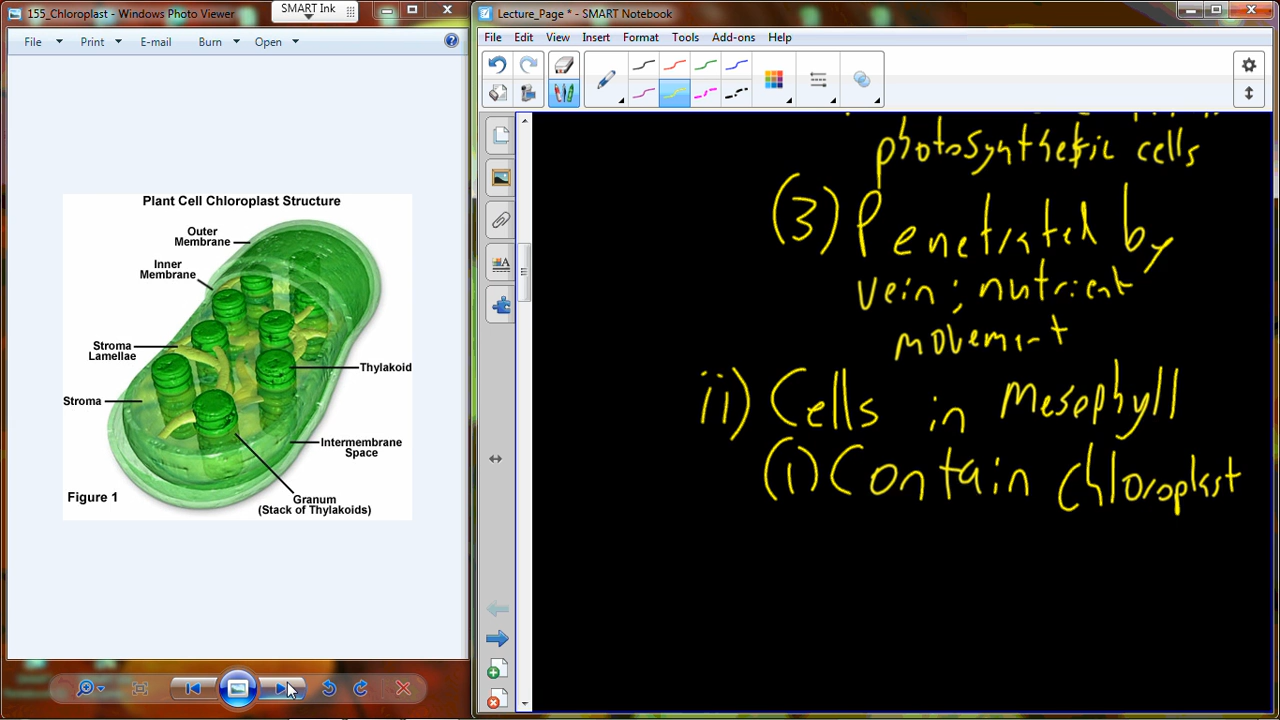 155_Chloroplast - Windows Photo Viewer
SMART Ink
File Print E-mail Burn Open
Plant Cell Chloroplast Structure
Outer
Membrane
Inner
Membrane
Stroma
Lamellae
Thylakoid
Stroma
Intermembrane
Space
Figure 1
Granum
(Stack of Thylakoids)
Lecture_Page * - SMART Notebook
File Edit View Insert Format Tools Add-ons Help
photosynthetic cells
(3) Penetrated by
vein; nutrient
movement
ii) Cells in Mesophyll
(1) Contain Chloroplast